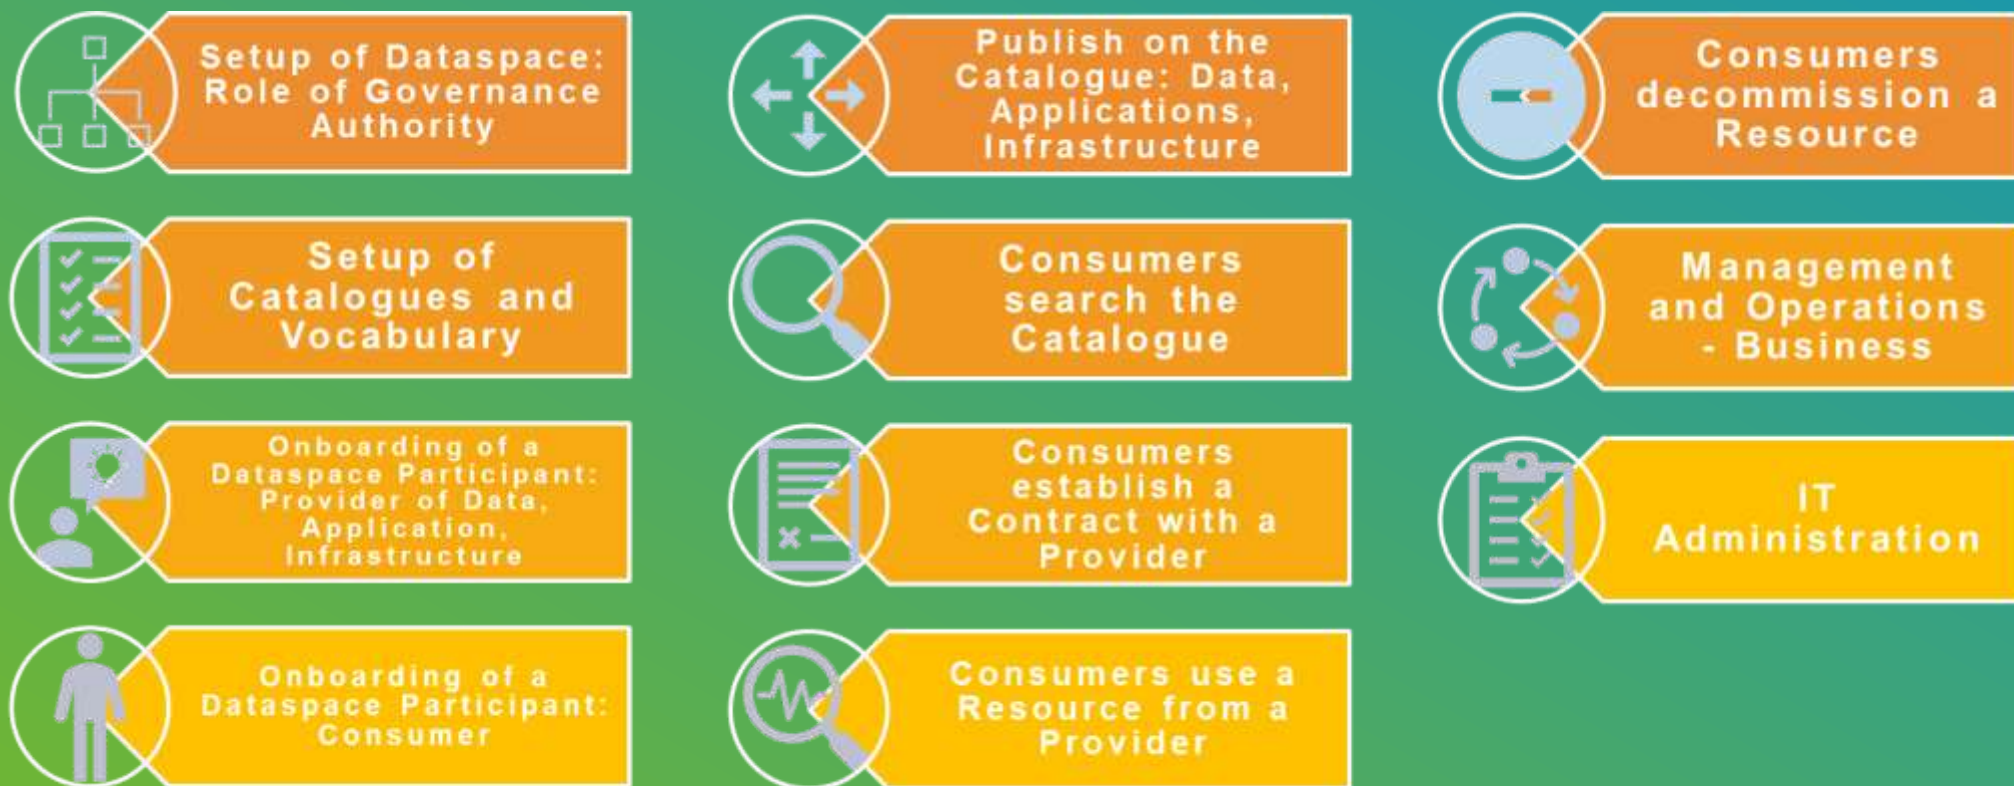 Setup of Dataspace:
Role of Governance
Authority
Setup of
Catalogues and
Vocabulary
Onboarding of a
Dataspace Participant:
Provider of Data,
Application,
Infrastructure
Onboarding of a
Dataspace Participant:
Consumer
Publish on the
Catalogue: Data,
Applications,
Infrastructure
Consumers
search the
Catalogue
Consumers
establish a
Contract with a
Provider
Consumers use a
Resource from a
Provider
Consumers
decommission a
Resource
Management
and Operations
- Business
IT
Administration